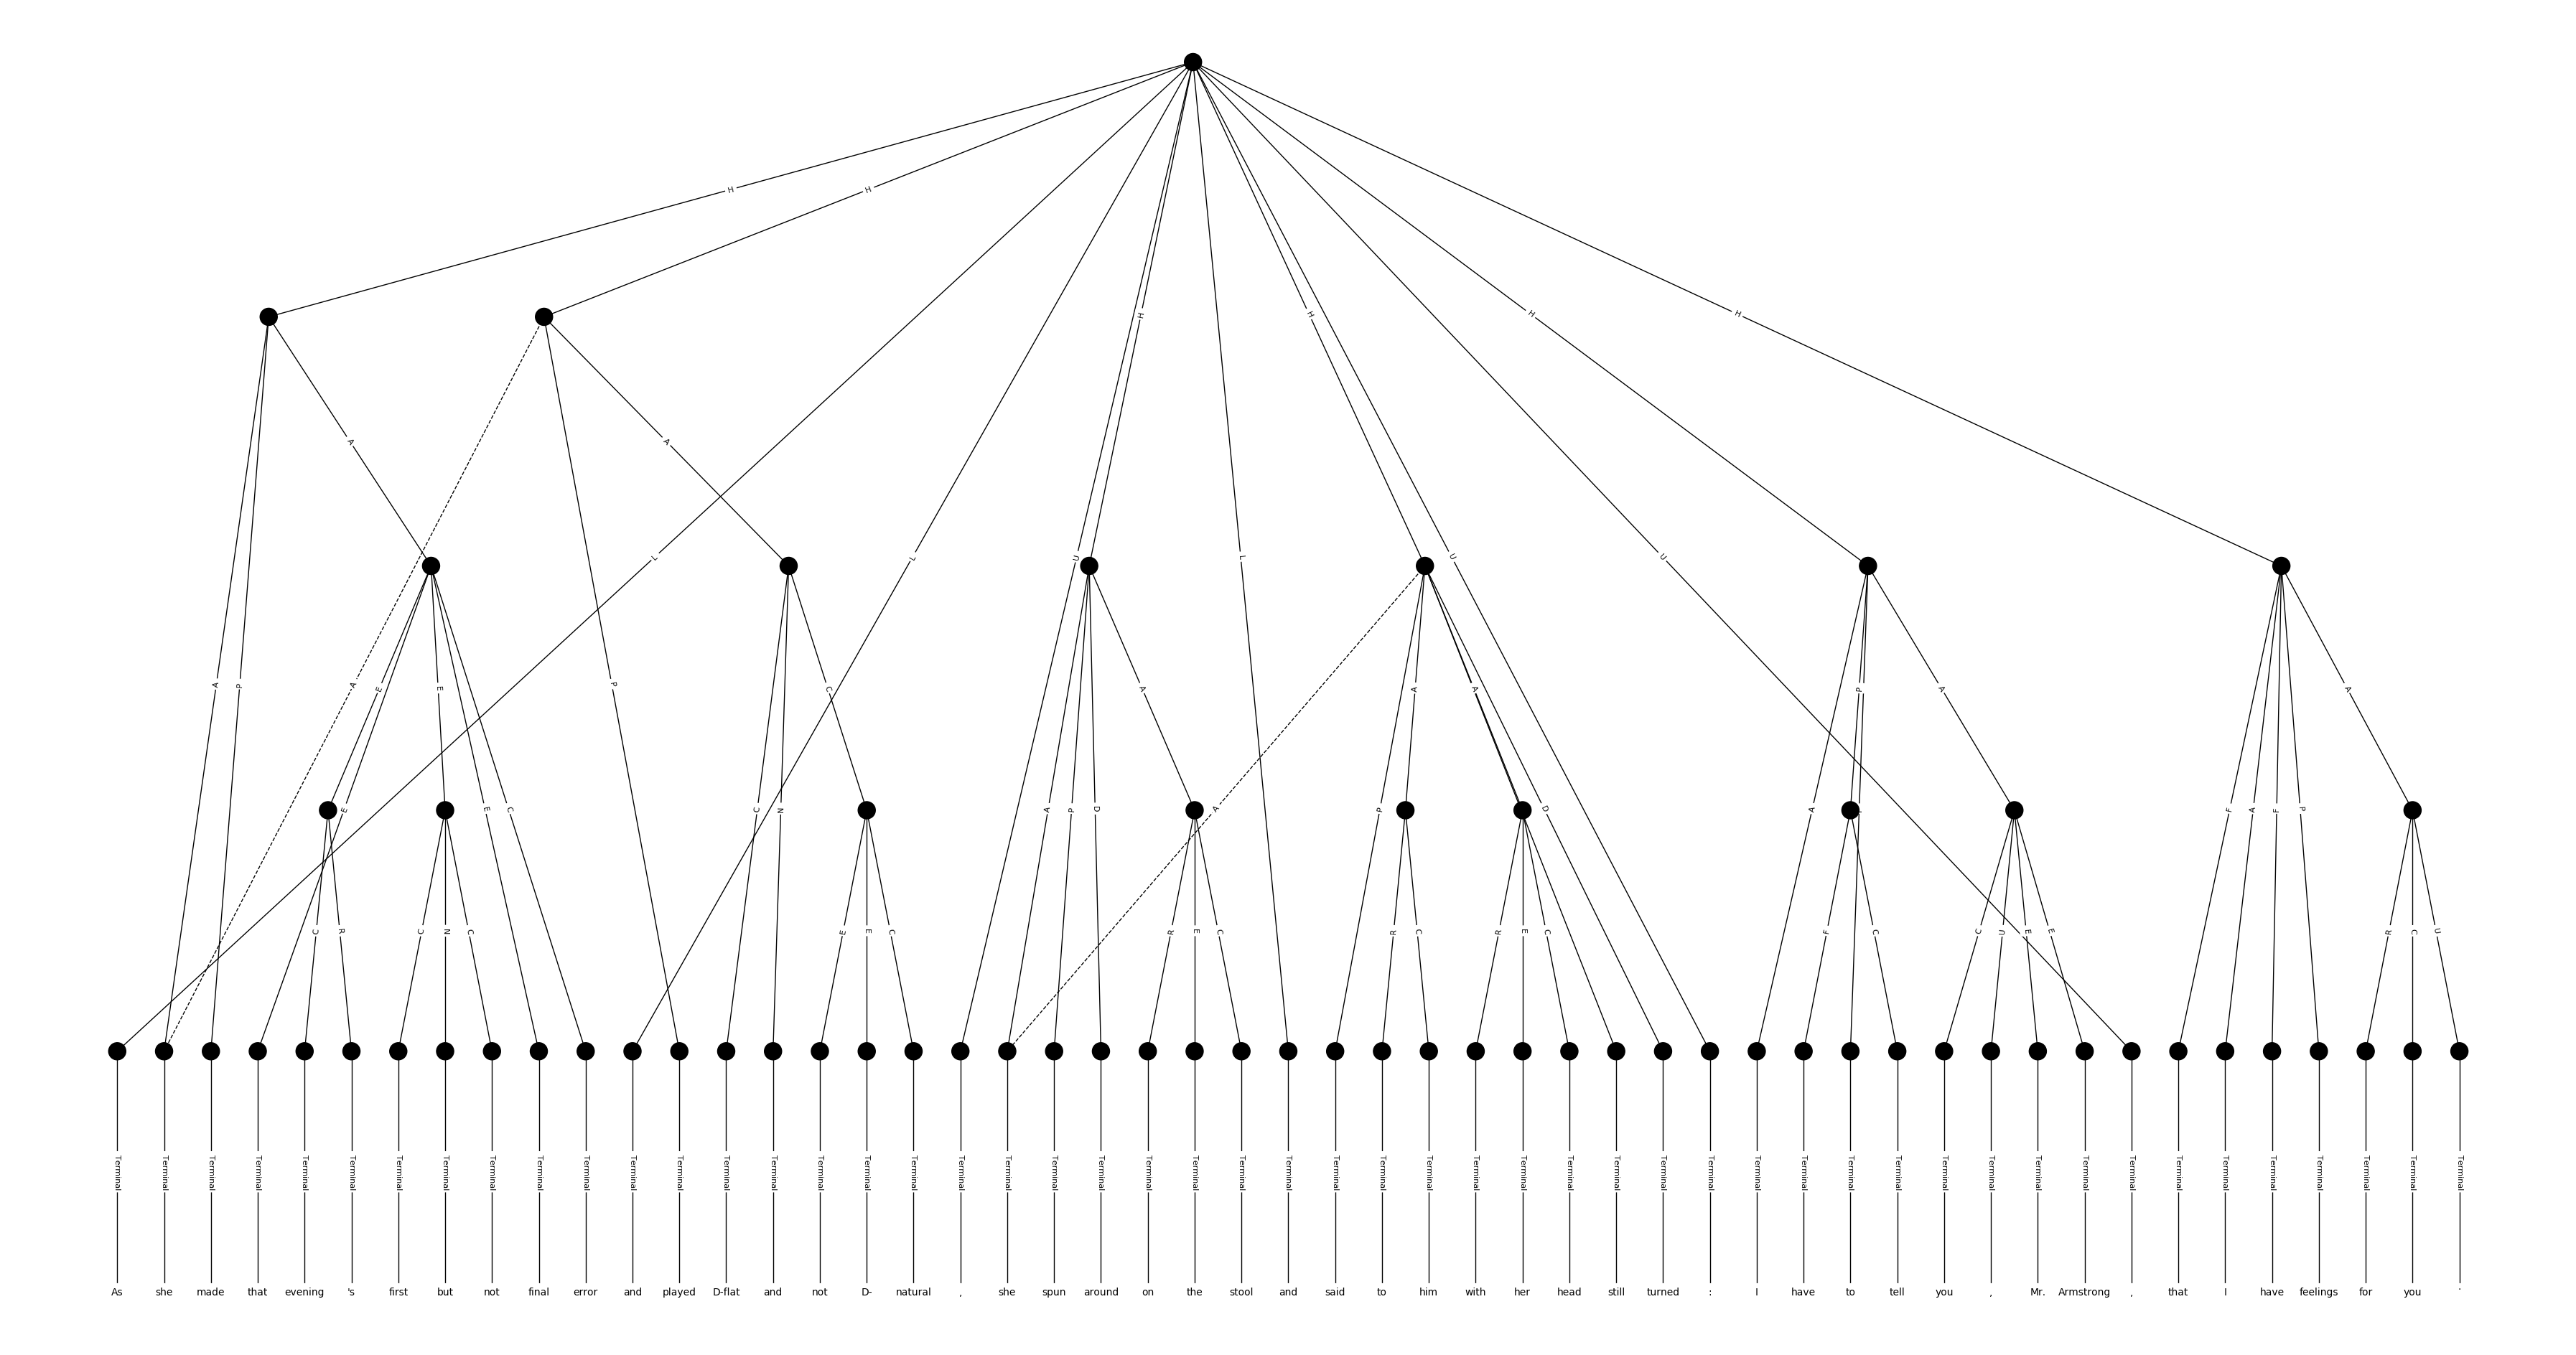 H H
H H H H
A A
L L U L U U
A P A E E P C P A A P A A
E E C C N A P D A P D A F A F P
C R C N C E E C R E C R C R E C F C C U E E R C U
Terminal Terminal Terminal Terminal Terminal Terminal Terminal Terminal Terminal Terminal Terminal Terminal Terminal Terminal Terminal Terminal Terminal Terminal Terminal Terminal Terminal Terminal Terminal Terminal Terminal Terminal Terminal Terminal Terminal Terminal Terminal Terminal Terminal Terminal Terminal Terminal Terminal Terminal Terminal Terminal Terminal Terminal Terminal Terminal Terminal Terminal Terminal Terminal Terminal Terminal Terminal
As she made that evening 's first but not final error and played D-flat and not D- natural , she spun around on the stool and said to him with her head still turned : I have to tell you , Mr. Armstrong , that I have feelings for you